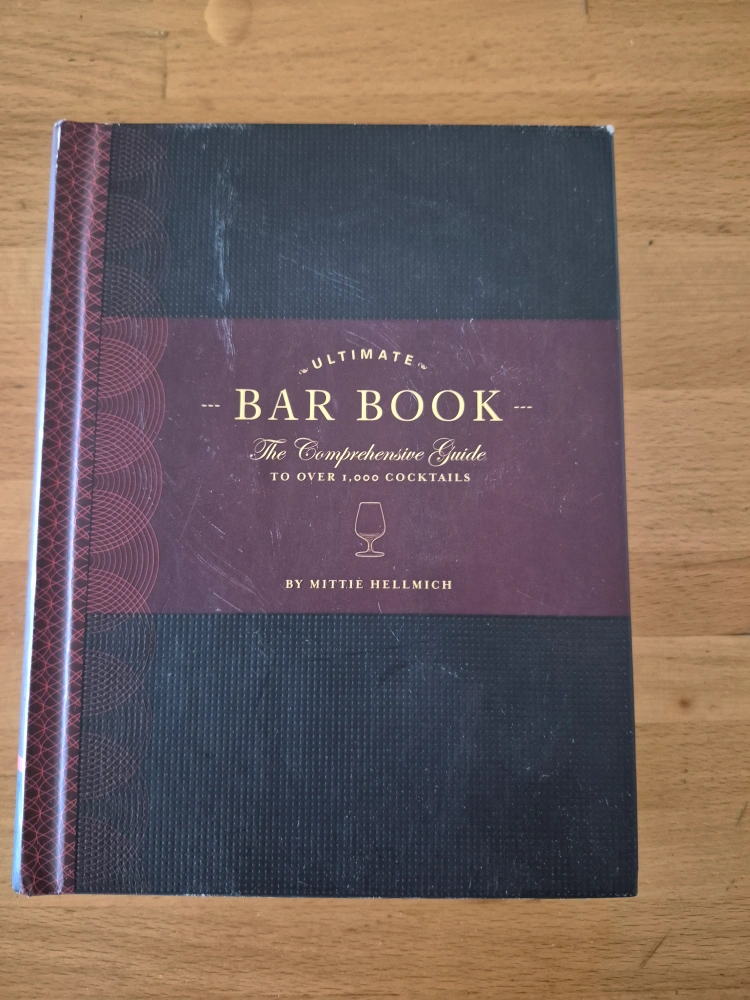 ULTIMATE
BAR BOOK
The Comprehensive Guide
TO OVER 1,000 COCKTAILS
BY MITTIE HELLMICH